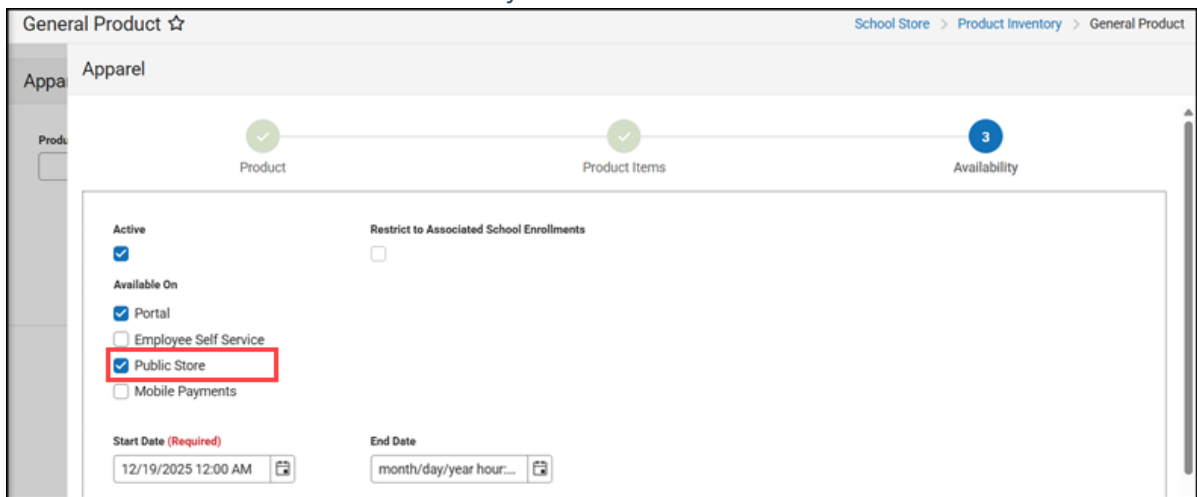 General Product
School Store > Product Inventory > General Product
Appa
Apparel
Produ
3
Product
Product Items
Availability
Active
Restrict to Associated School Enrollments
Available On
Portal
Employee Self Service
Public Store
Mobile Payments
Start Date (Required)
End Date
12/19/2025 12:00 AM
month/day/year hour:...